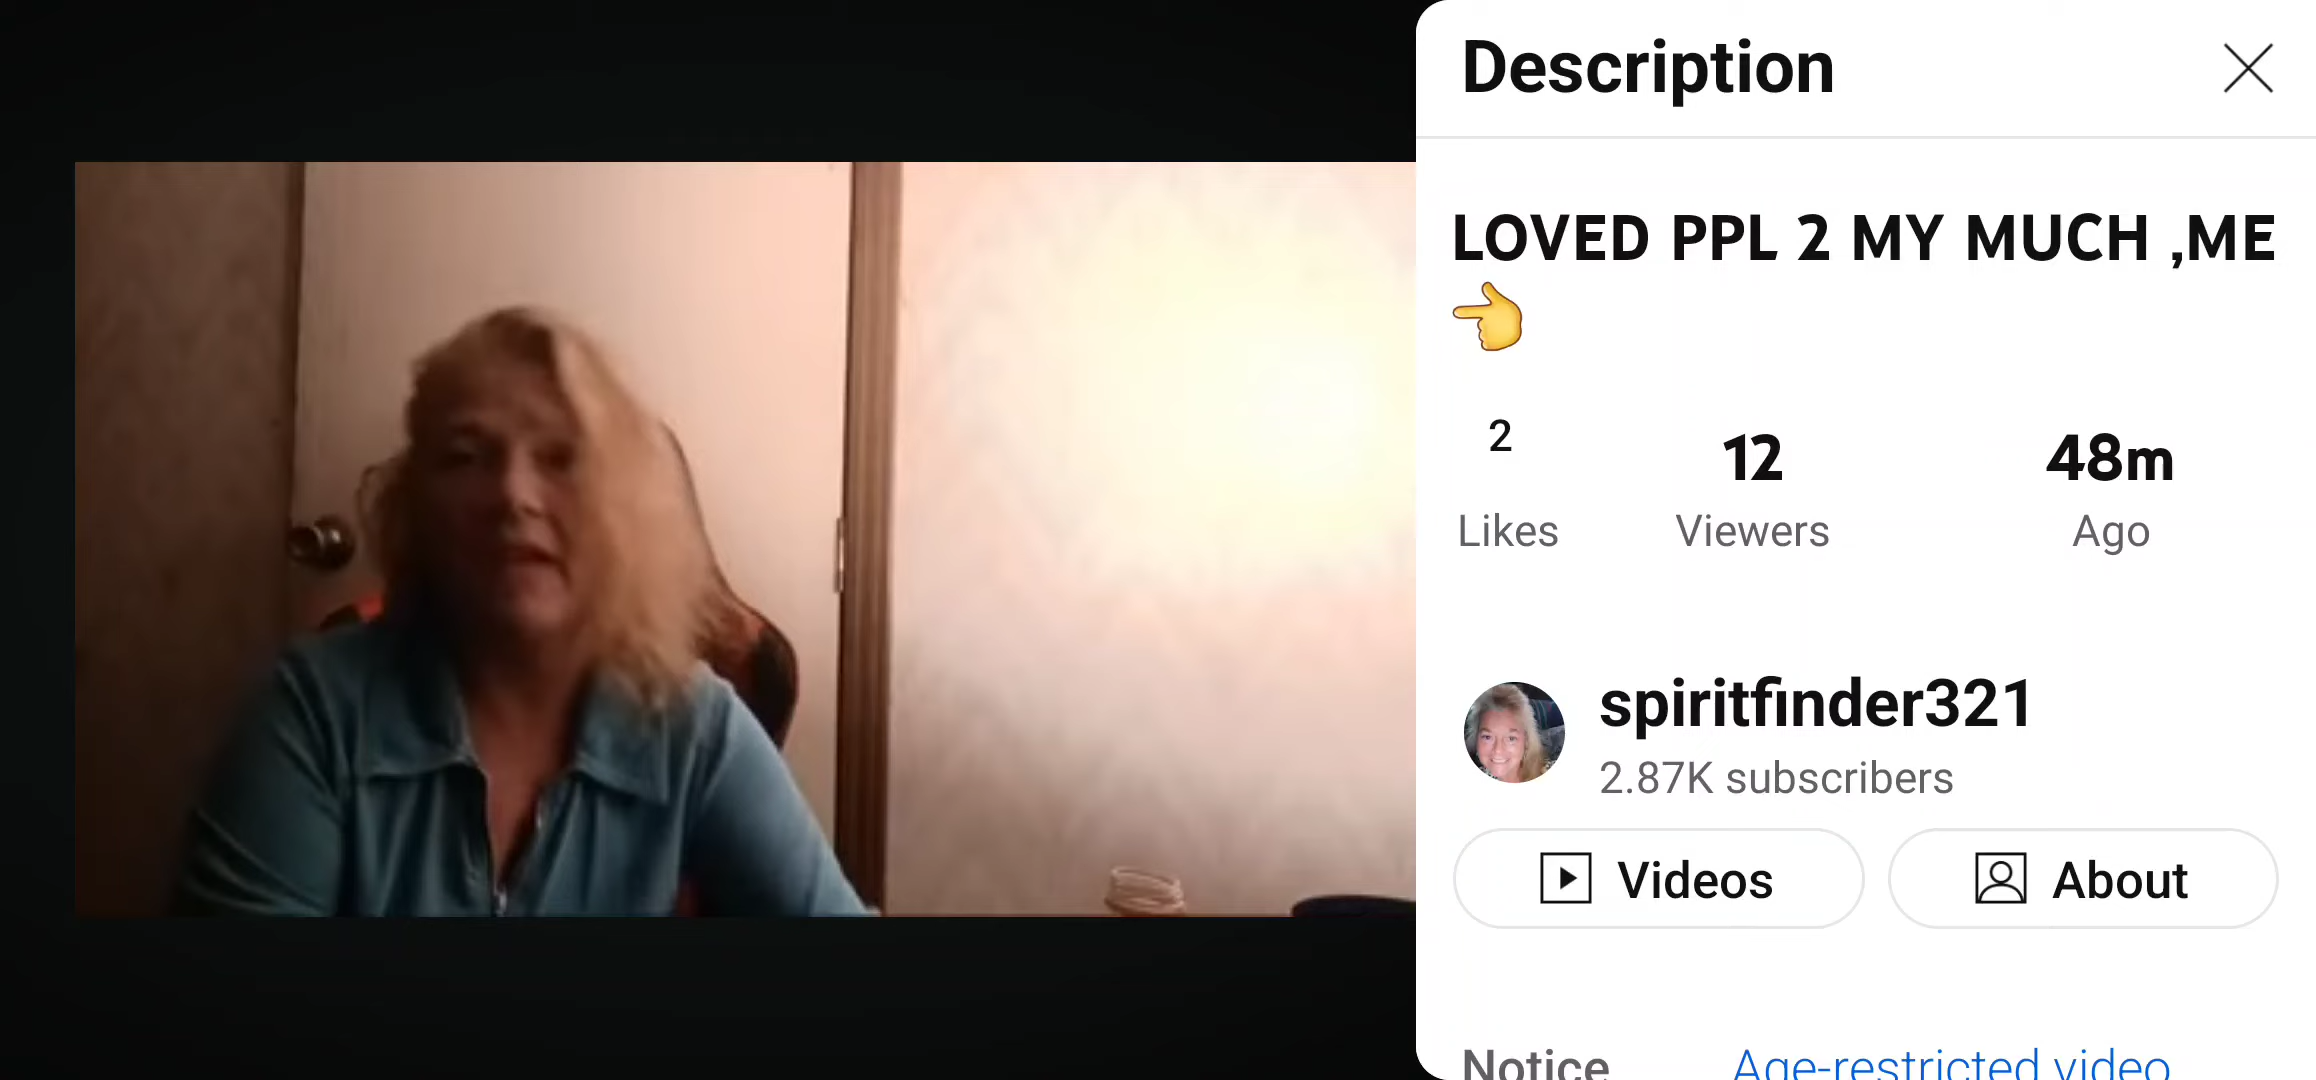 Description
LOVED PPL 2 MY MUCH ,ME
👈
2
12
48m
Likes
Viewers
Ago
spiritfinder321
2.87K subscribers
Videos
About
Notice
Age-restricted video